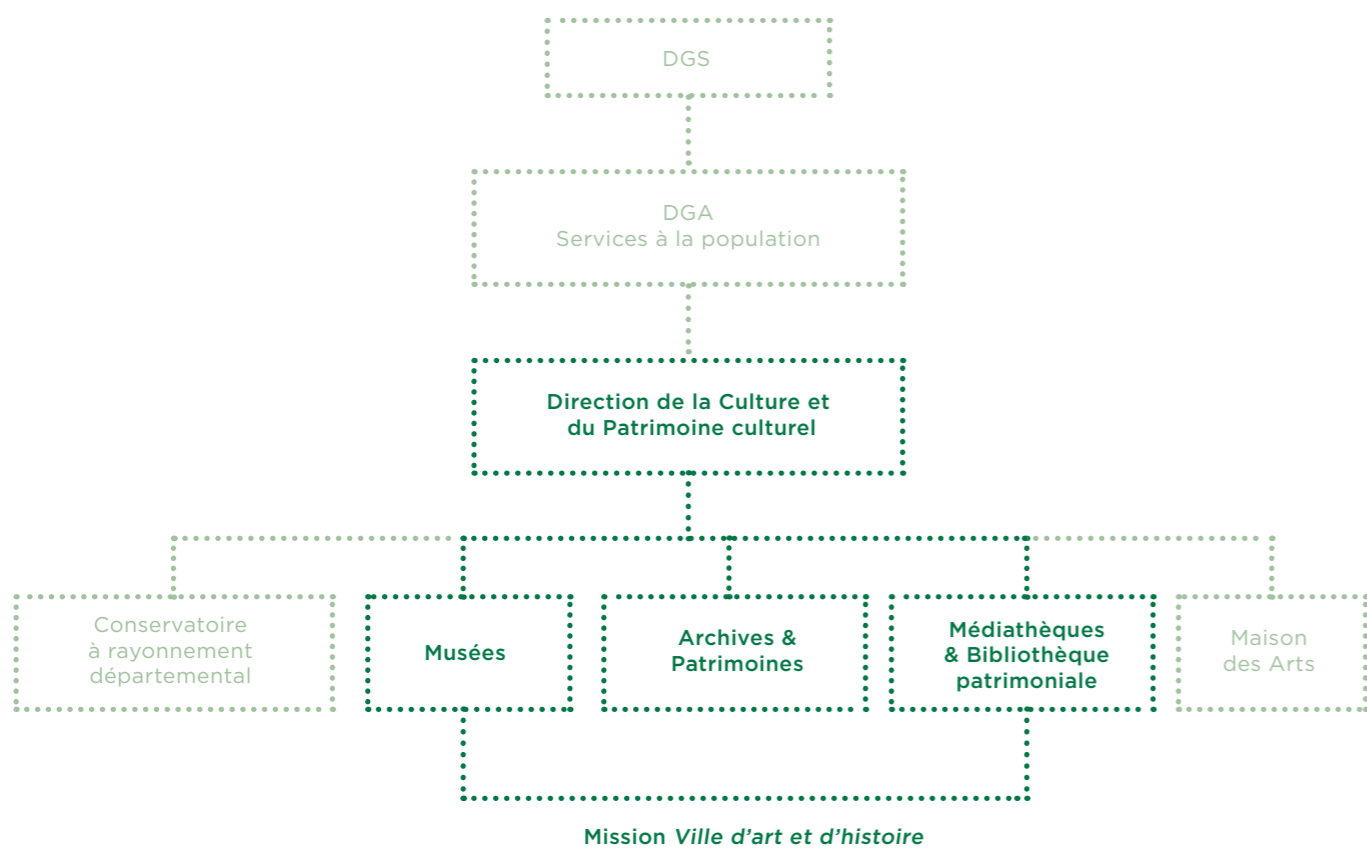 DGS
DGA
Services à la population
Direction de la Culture et
du Patrimoine culturel
Conservatoire
à rayonnement
départemental
Musées
Archives &
Patrimoines
Médiathèques
& Bibliothèque
patrimoniale
Maison
des Arts
Mission Ville d’art et d’histoire